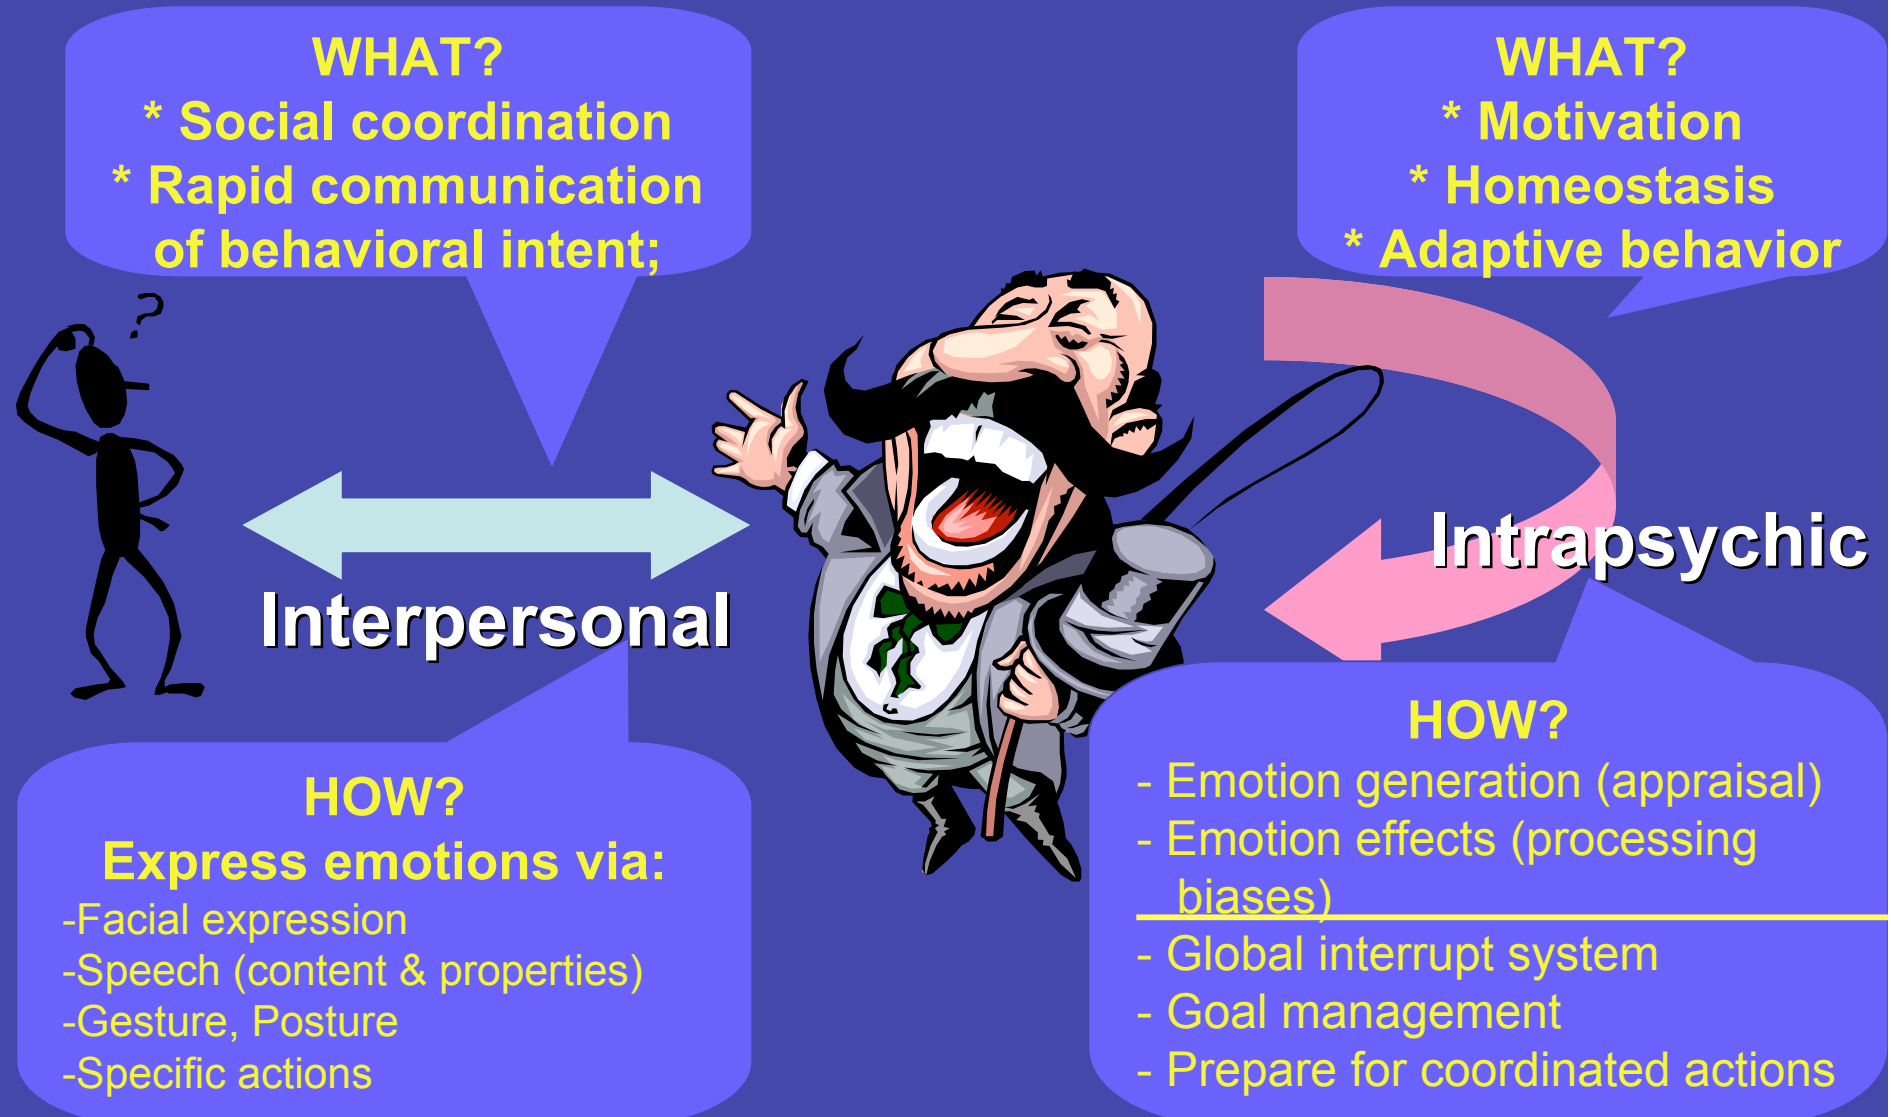 WHAT?
* Social coordination
* Rapid communication
of behavioral intent;
WHAT?
* Motivation
* Homeostasis
* Adaptive behavior
?
Interpersonal
Intrapsychic
HOW?
Express emotions via:
-Facial expression
-Speech (content & properties)
-Gesture, Posture
-Specific actions
HOW?
- Emotion generation (appraisal)
- Emotion effects (processing
biases)
- Global interrupt system
- Goal management
- Prepare for coordinated actions